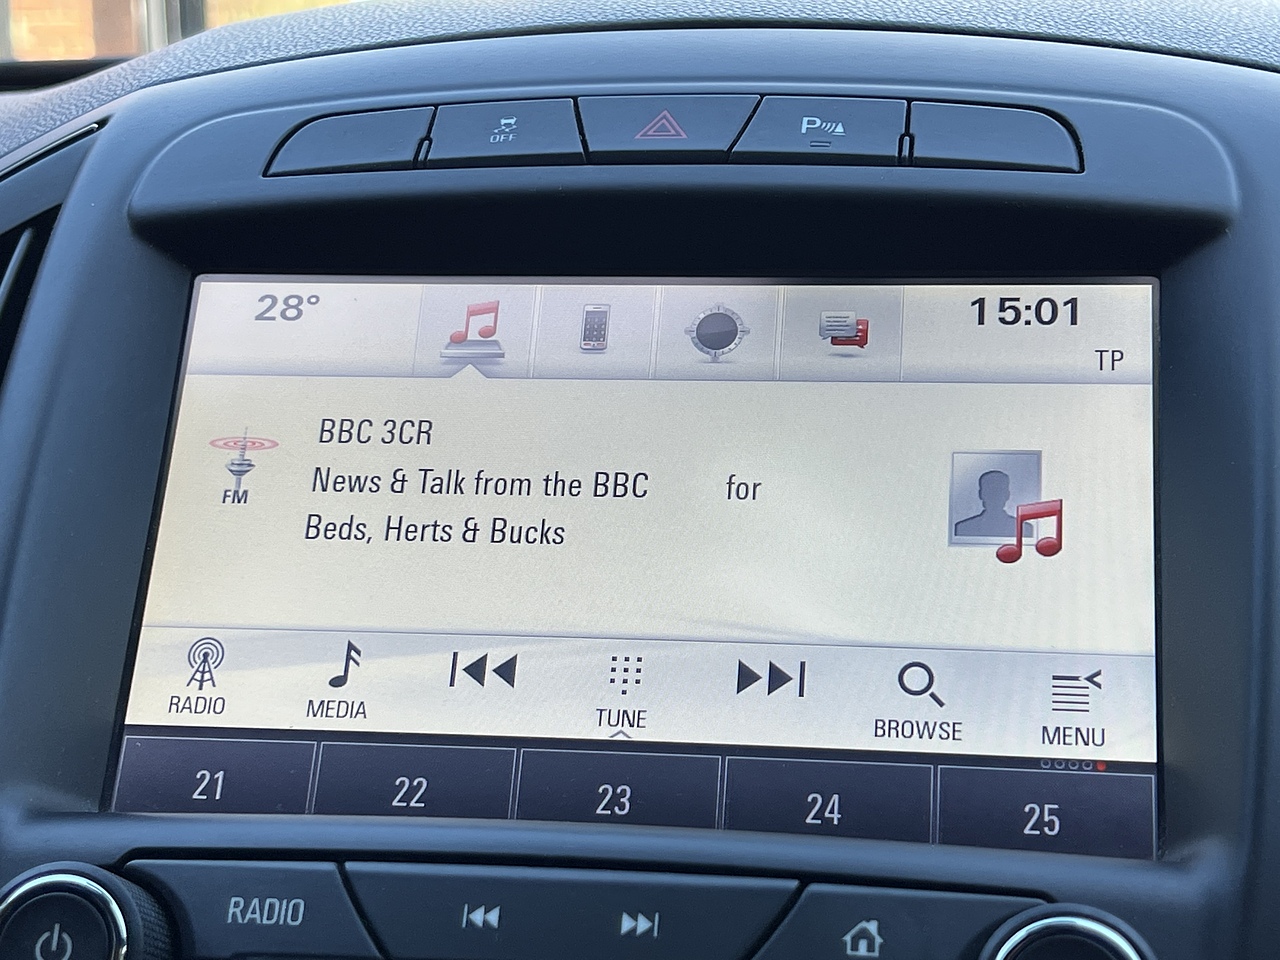 OFF
P
28°
15:01
TP
BBC 3CR
News & Talk from the BBC for
Beds, Herts & Bucks
FM
RADIO
MEDIA
TUNE
BROWSE
MENU
21
22
23
24
25
RADIO